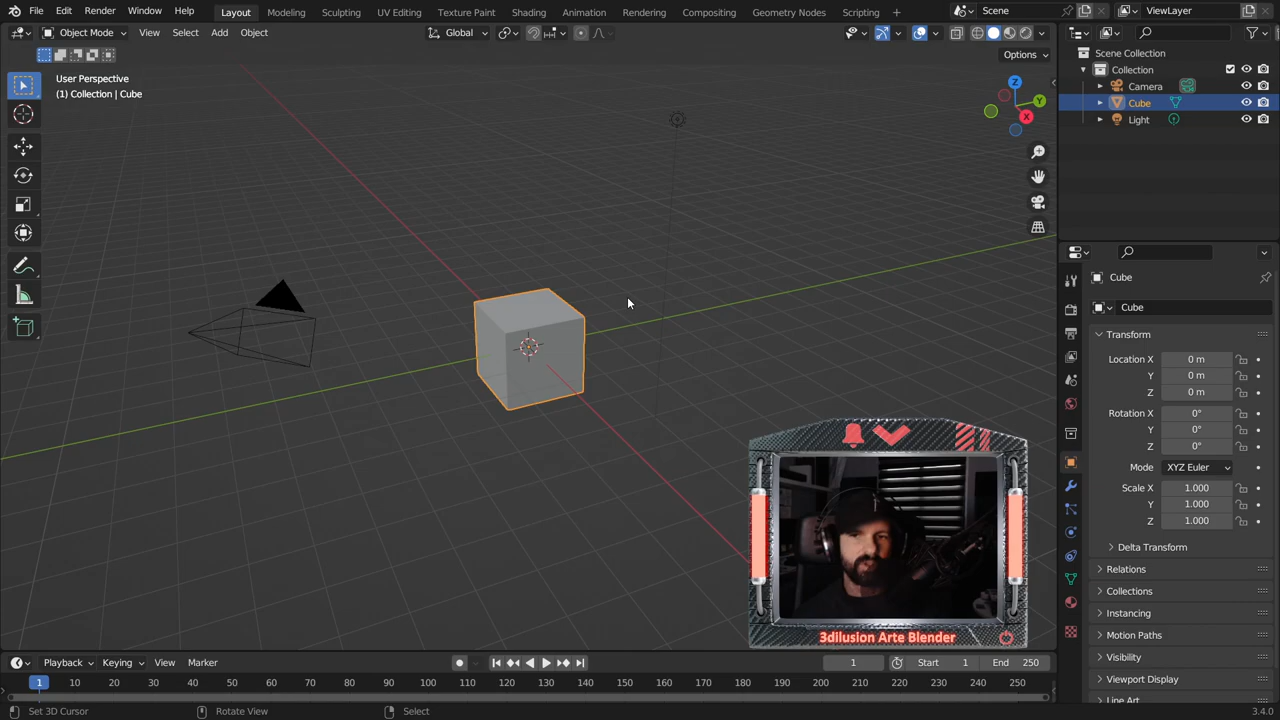 File Edit Render Window Help Layout Modeling Sculpting UV Editing Texture Paint Shading Animation Rendering Compositing Geometry Nodes Scripting Scene ViewLayer
Object Mode View Select Add Object Global
Options
User Perspective
(1) Collection | Cube
Z
Y
X
Scene Collection
Collection
Camera
Cube
Light
Cube
Cube
Transform
Location X 0 m
Y 0 m
Z 0 m
Rotation X 0°
Y 0°
Z 0°
Mode XYZ Euler
Scale X 1.000
Y 1.000
Z 1.000
Delta Transform
Relations
Collections
Instancing
Motion Paths
Visibility
Viewport Display
Line Art
3dilusion Arte Blender
Playback Keying View Marker 1 Start 1 End 250
1 10 20 30 40 50 60 70 80 90 100 110 120 130 140 150 160 170 180 190 200 210 220 230 240 250
Set 3D Cursor Rotate View Select 3.4.0